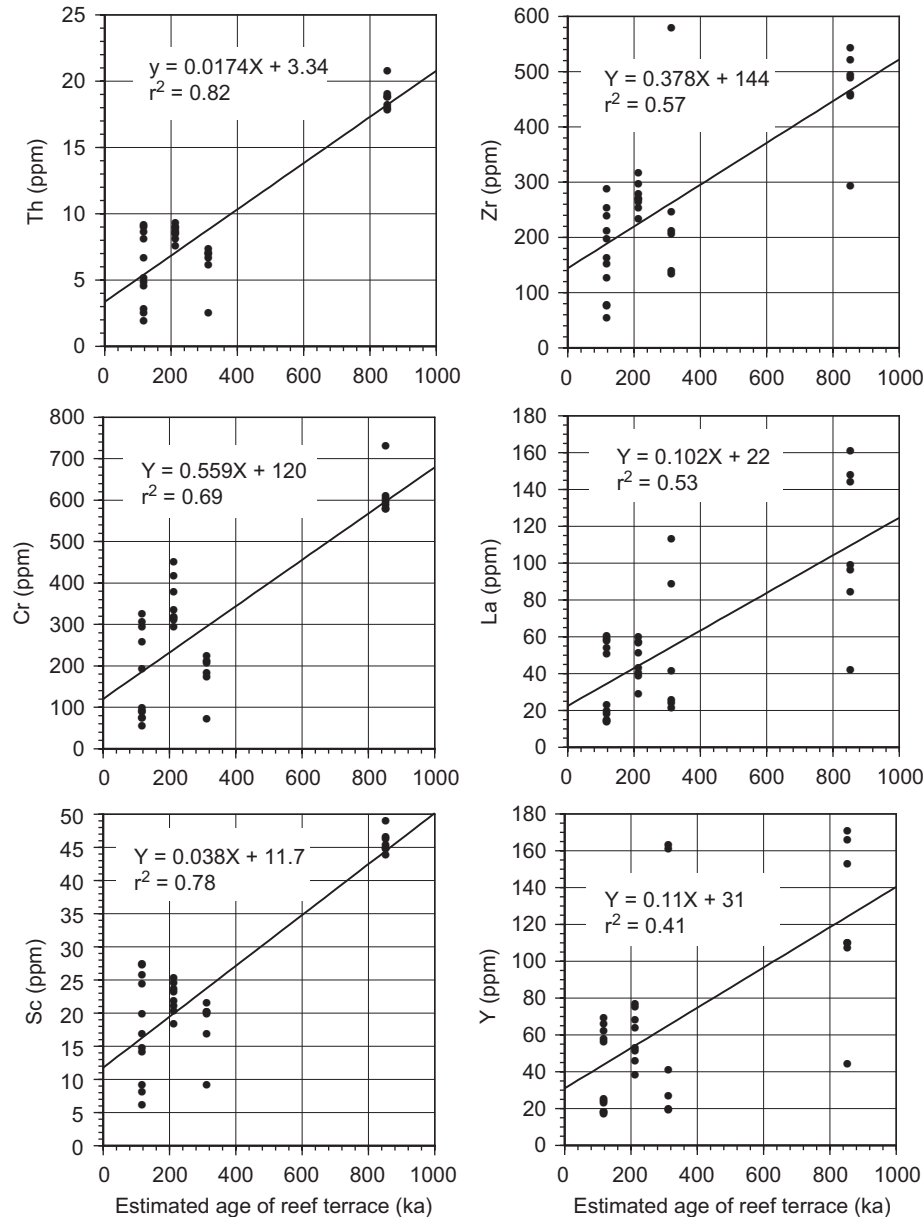 25
20
15
10
5
0
Th (ppm)
y = 0.0174X + 3.34
r² = 0.82
0 200 400 600 800 1000
600
500
400
300
200
100
0
Zr (ppm)
Y = 0.378X + 144
r² = 0.57
0 200 400 600 800 1000
800
700
600
500
400
300
200
100
0
Cr (ppm)
Y = 0.559X + 120
r² = 0.69
0 200 400 600 800 1000
180
160
140
120
100
80
60
40
20
0
La (ppm)
Y = 0.102X + 22
r² = 0.53
0 200 400 600 800 1000
50
45
40
35
30
25
20
15
10
5
0
Sc (ppm)
Y = 0.038X + 11.7
r² = 0.78
0 200 400 600 800 1000
Estimated age of reef terrace (ka)
180
160
140
120
100
80
60
40
20
0
Y (ppm)
Y = 0.11X + 31
r² = 0.41
0 200 400 600 800 1000
Estimated age of reef terrace (ka)